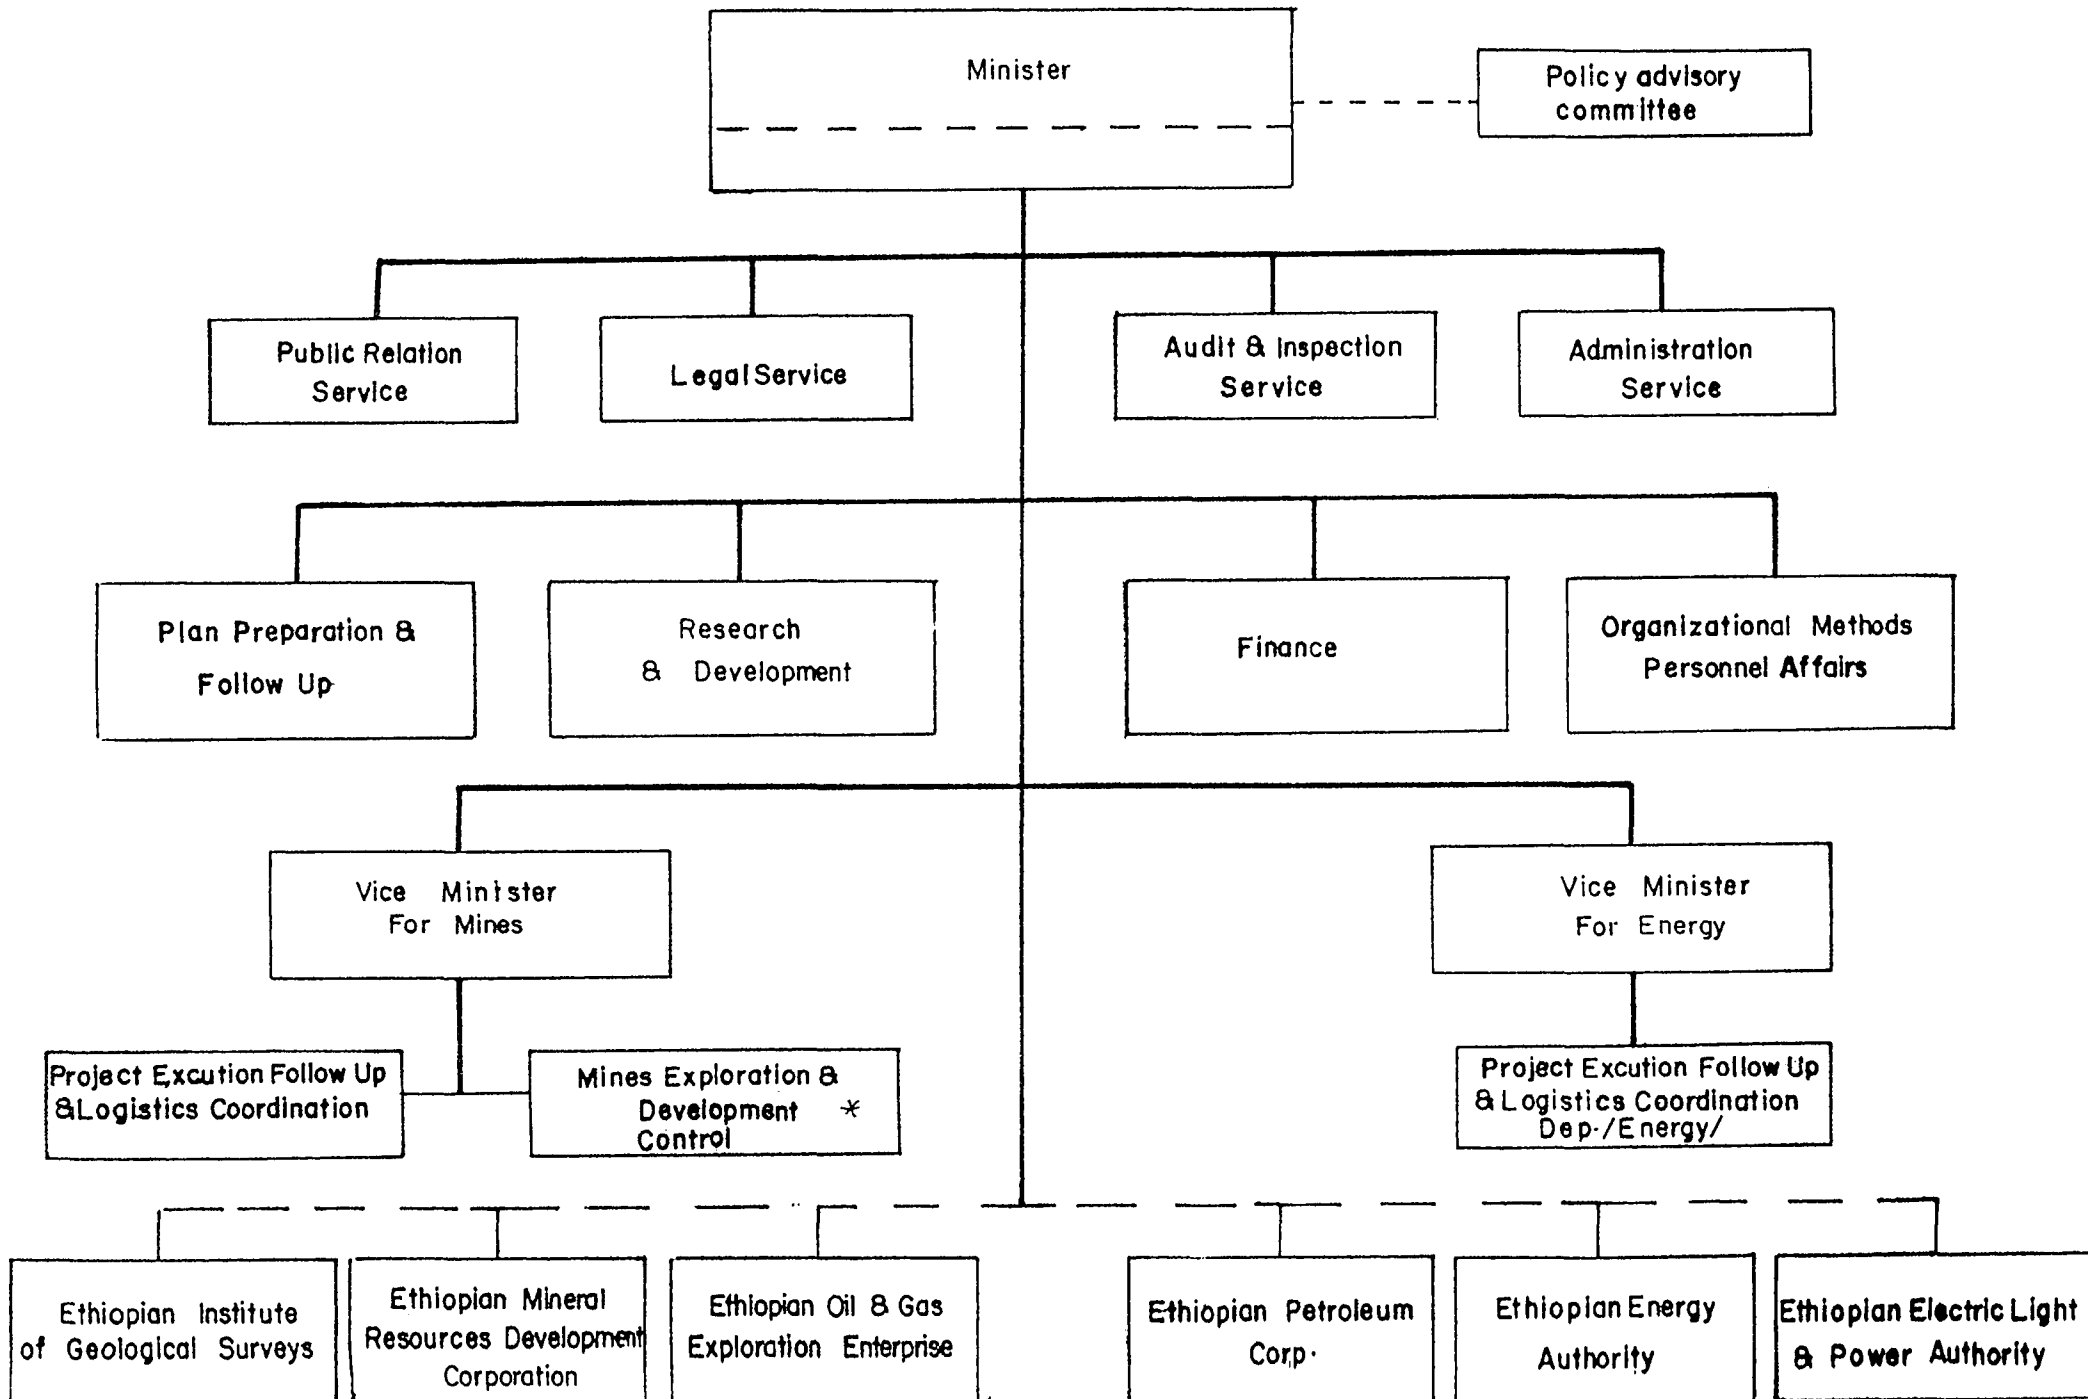 Minister
Policy advisory
committee
Public Relation
Service
Legal Service
Audit & Inspection
Service
Administration
Service
Plan Preparation &
Follow Up
Research
& Development
Finance
Organizational Methods
Personnel Affairs
Vice Minister
For Mines
Vice Minister
For Energy
Project Excution Follow Up
& Logistics Coordination
Mines Exploration &
Development *
Control
Project Excution Follow Up
& Logistics Coordination
Dep./Energy/
Ethiopian Institute
of Geological Surveys
Ethiopian Mineral
Resources Development
Corporation
Ethiopian Oil & Gas
Exploration Enterprise
Ethiopian Petroleum
Corp.
Ethiopian Energy
Authority
Ethiopian Electric Light
& Power Authority